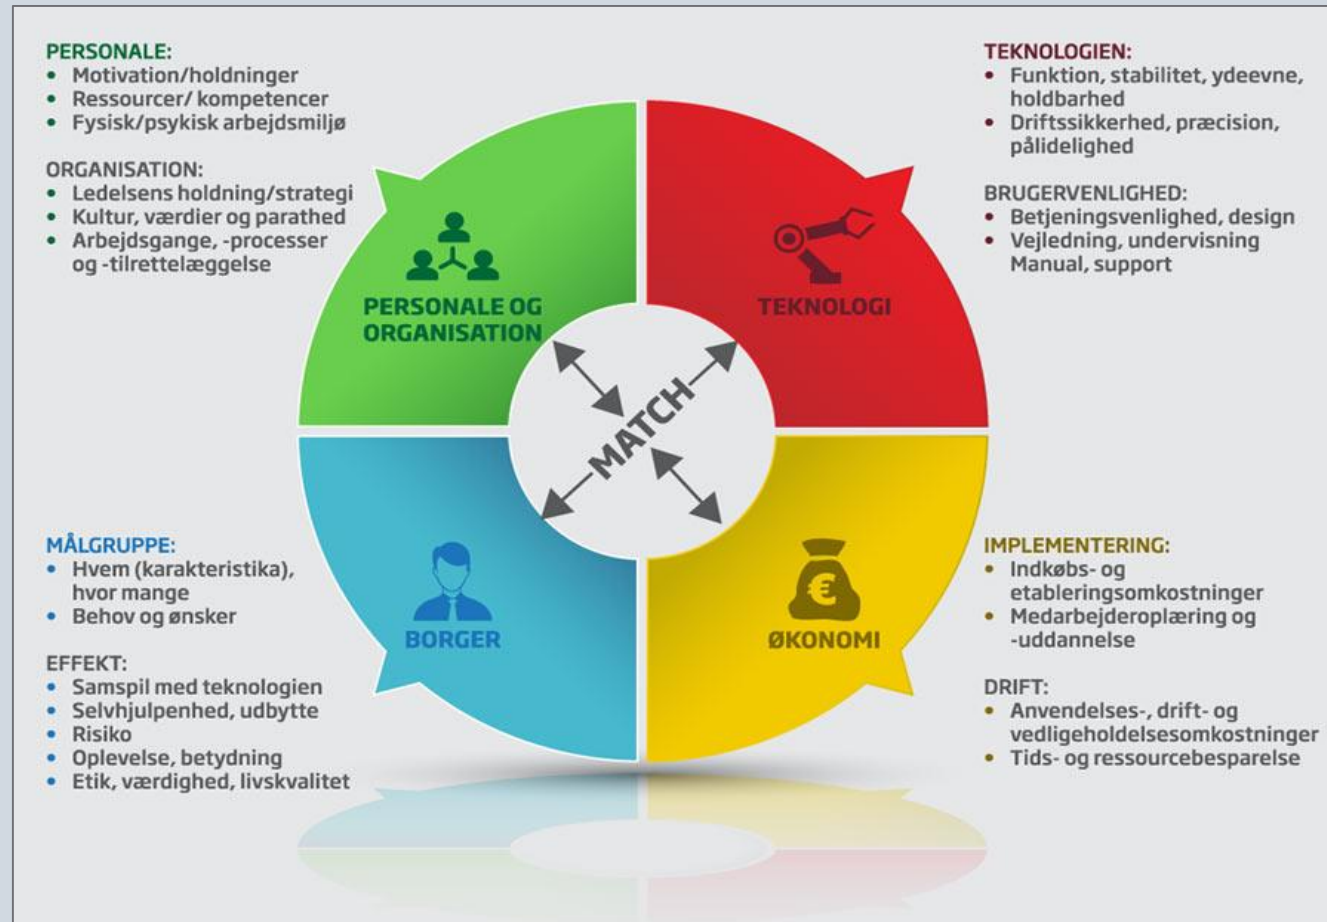 PERSONALE:
• Motivation/holdninger
• Ressourcer/ kompetencer
• Fysisk/psykisk arbejdsmiljø
ORGANISATION:
• Ledelsens holdning/strategi
• Kultur, værdier og parathed
• Arbejdsgange, -processer
og -tilrettelæggelse
TEKNOLOGIEN:
• Funktion, stabilitet, ydeevne,
holdbarhed
• Driftssikkerhed, præcision,
pålidelighed
BRUGERVENLIGHED:
• Betjeningsvenlighed, design
• Vejledning, undervisning
Manual, support
PERSONALE OG
ORGANISATION
TEKNOLOGI
MATCH
BORGER
ØKONOMI
€
MÅLGRUPPE:
• Hvem (karakteristika),
hvor mange
• Behov og ønsker
EFFEKT:
• Samspil med teknologien
• Selvhjulpenhed, udbytte
• Risiko
• Oplevelse, betydning
• Etik, værdighed, livskvalitet
IMPLEMENTERING:
• Indkøbs- og
etableringsomkostninger
• Medarbejderoplæring og
-uddannelse
DRIFT:
• Anvendelses-, drift- og
vedligeholdelsesomkostninger
• Tids- og ressourcebesparelse